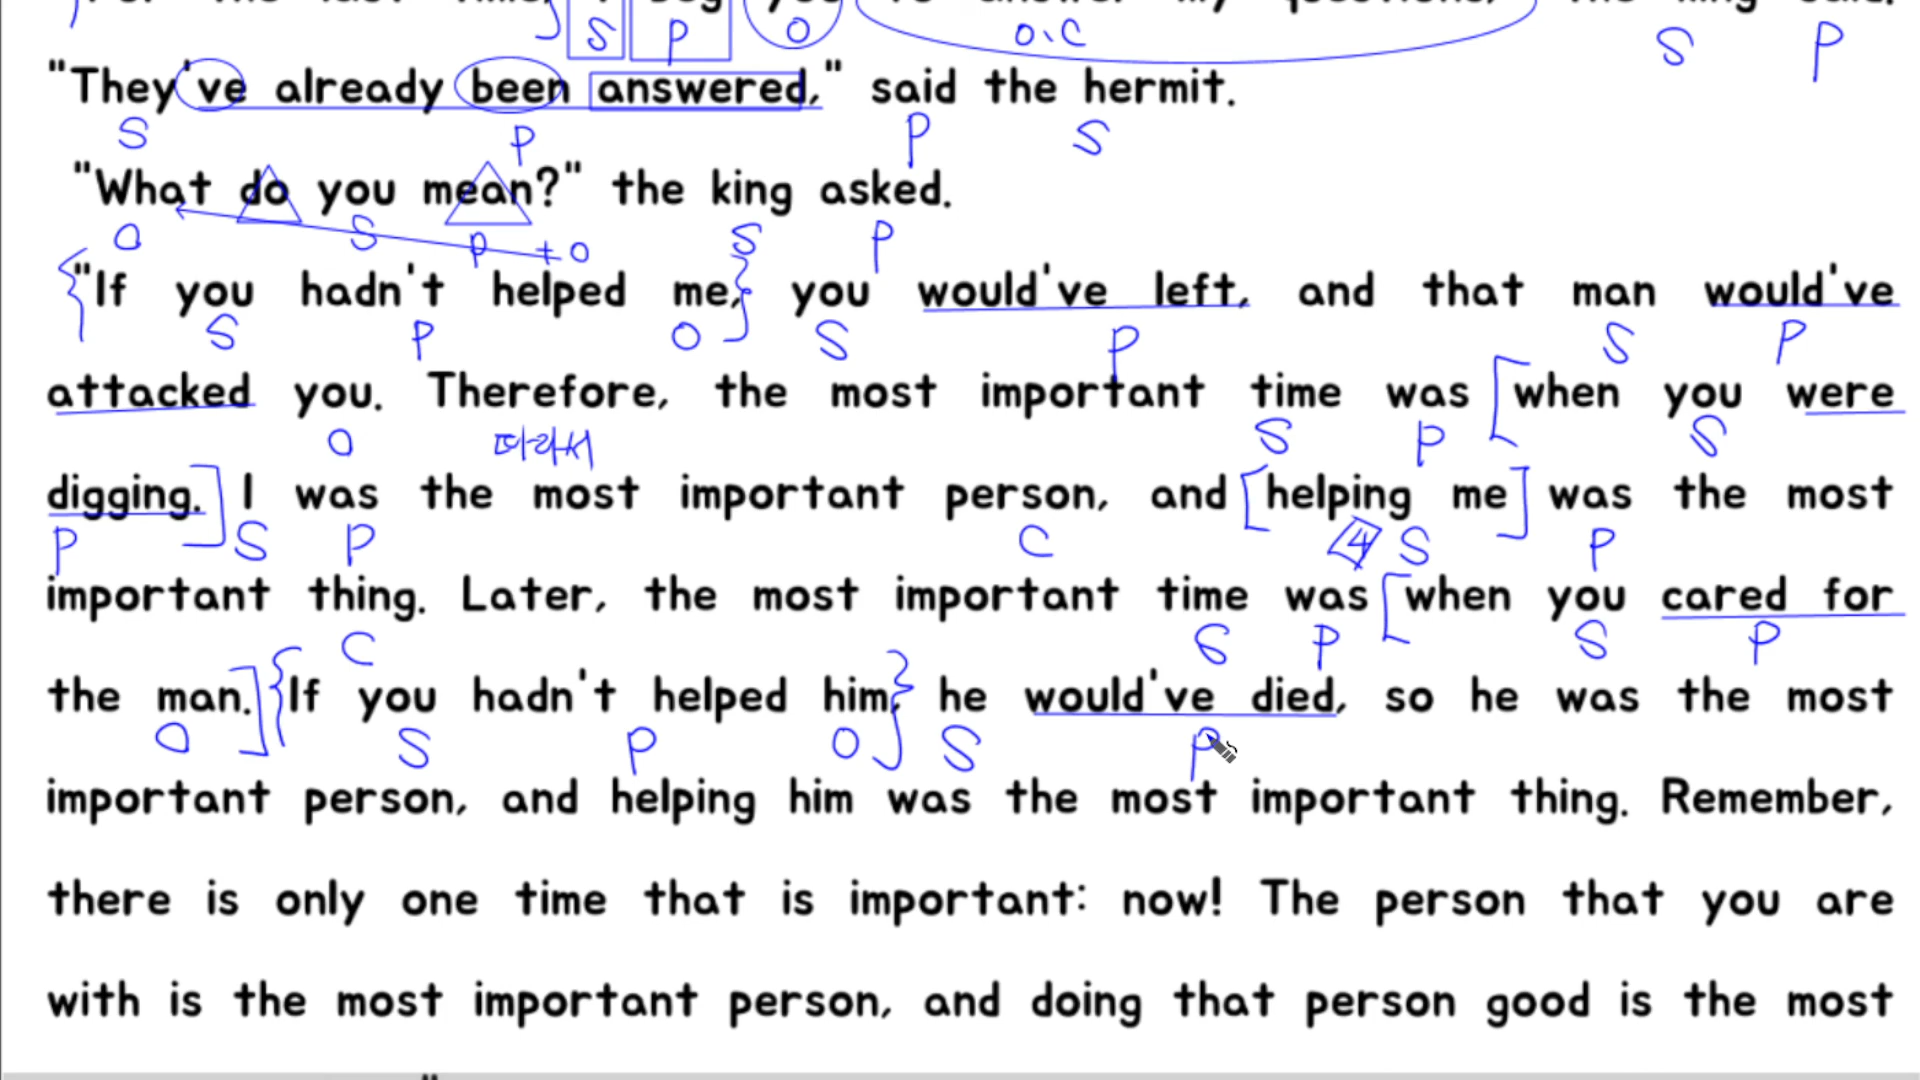 S P O O.C S P
"They've already been answered," said the hermit.
S P P S
"What do you mean?" the king asked.
O S P +O S P
"If you hadn't helped me, you would've left, and that man would've
S P O S P S P
attacked you. Therefore, the most important time was when you were
O 따라서 S P S
digging. I was the most important person, and helping me was the most
P S P C 4 S P
important thing. Later, the most important time was when you cared for
C S P S P
the man. If you hadn't helped him, he would've died, so he was the most
O S P O S P
important person, and helping him was the most important thing. Remember,
there is only one time that is important: now! The person that you are
with is the most important person, and doing that person good is the most